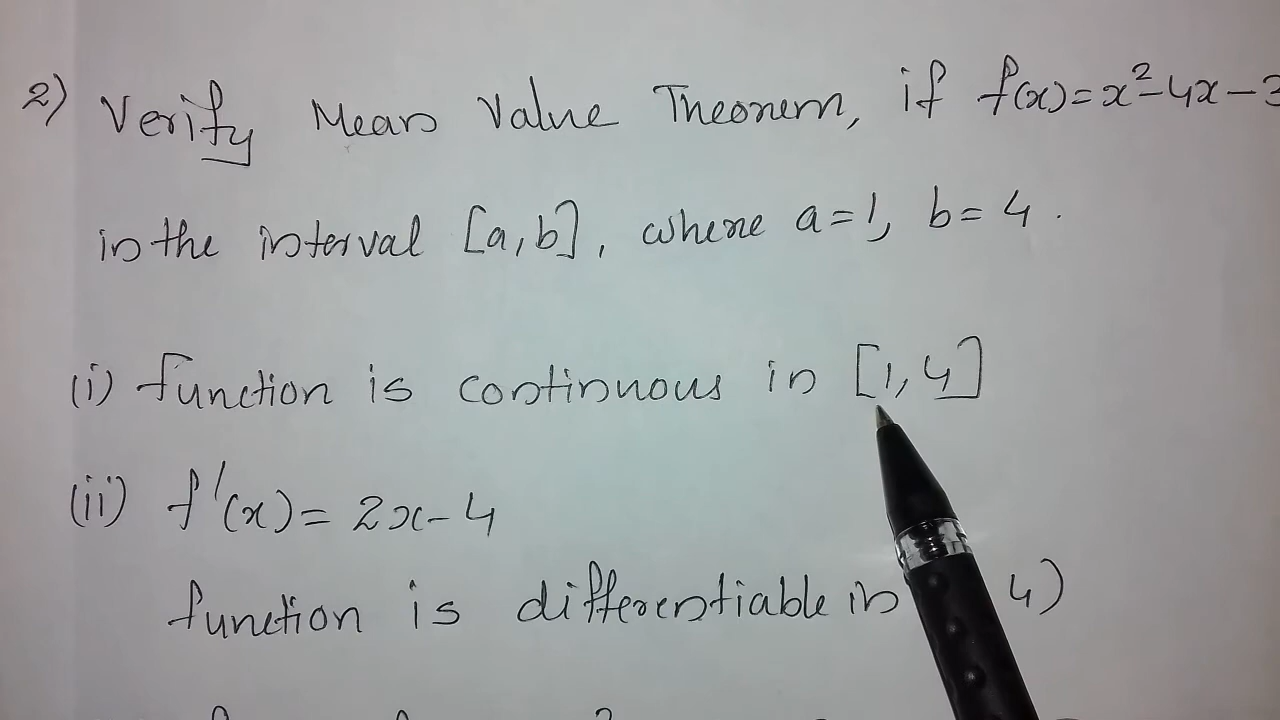 2) Verify Mean Value Theorem, if f(x)=x²-4x-3
in the interval [a,b], where a=1, b=4.
(i) function is continuous in [1,4]
(ii) f'(x)= 2x-4
function is differentiable in 4)